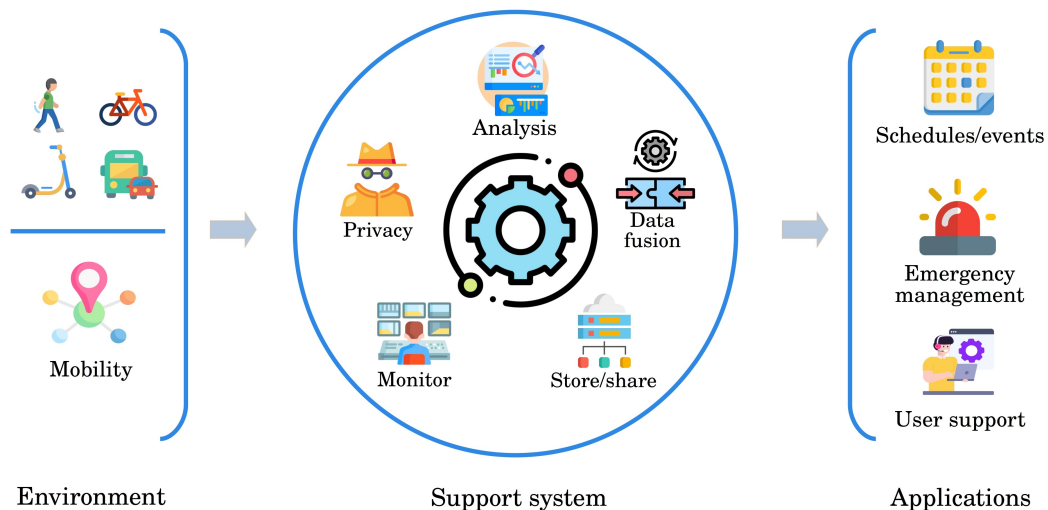 Analysis
Schedules/events
Privacy
Data
fusion
Emergency
management
Mobility
Monitor
Store/share
User support
Environment
Support system
Applications